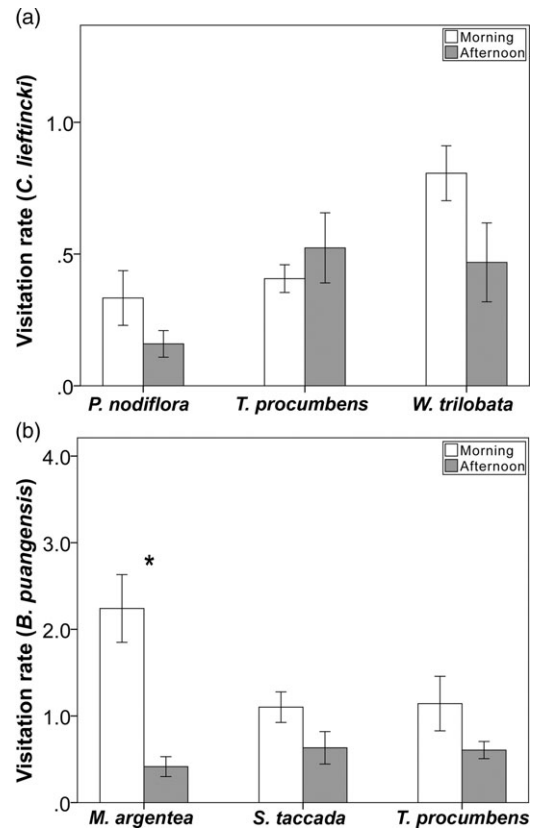 (a)
Morning
Afternoon
Visitation rate (C. lieftincki)
1.0
.5
.0
P. nodiflora T. procumbens W. trilobata
(b)
Morning
Afternoon
Visitation rate (B. puangensis)
4.0
3.0
*
2.0
1.0
.0
M. argentea S. taccada T. procumbens